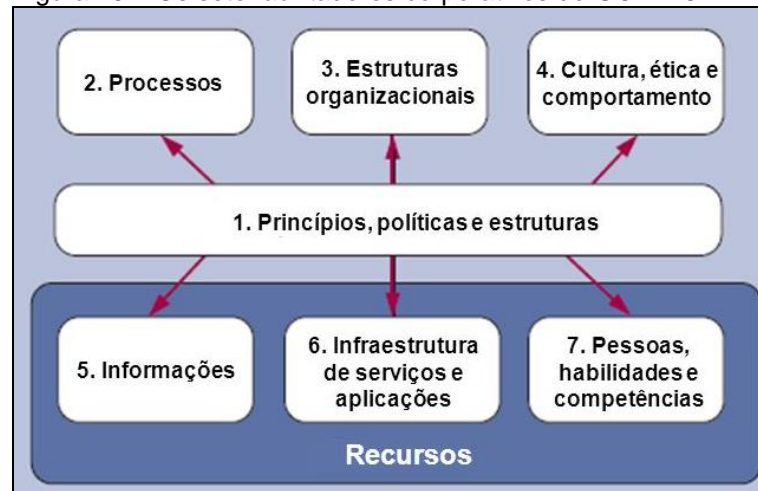 2. Processos
3. Estruturas
organizacionais
4. Cultura, ética e
comportamento
1. Princípios, políticas e estruturas
5. Informações
6. Infraestrutura
de serviços e
aplicações
7. Pessoas,
habilidades e
competências
Recursos